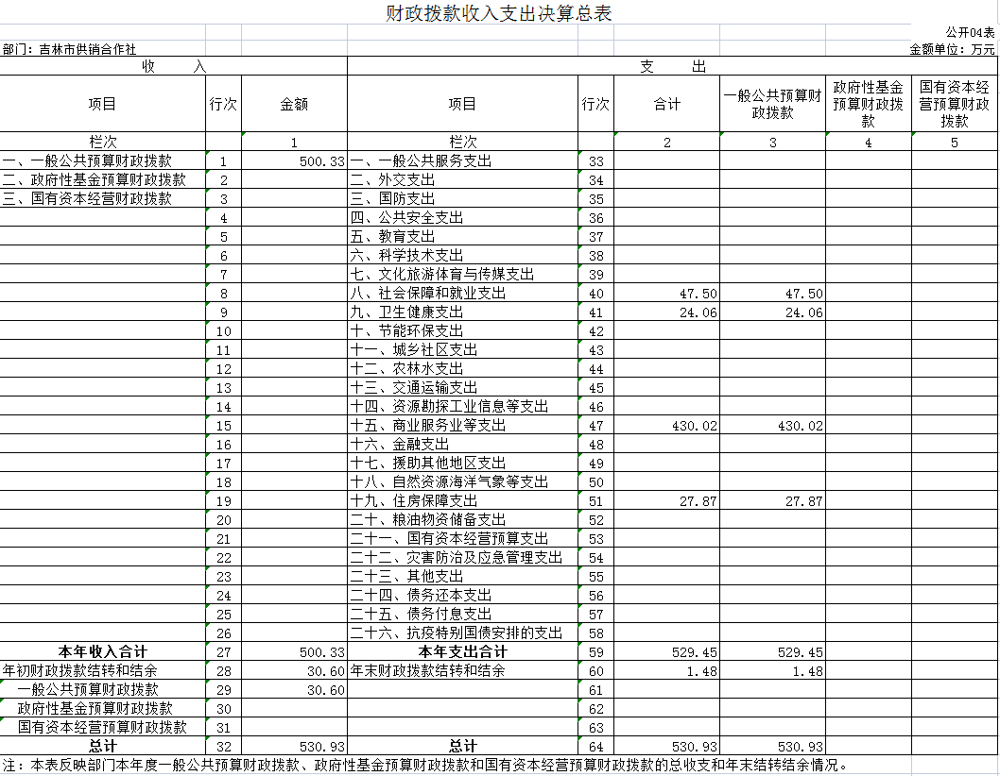 财政拨款收入支出决算总表
公开04表
部门：吉林市供销合作社 金额单位：万元
收 入 支 出
项目 行次 金额 项目 行次 合计 一般公共预算财政拨款 政府性基金预算财政拨款 国有资本经营预算财政拨款
栏次 1 栏次 2 3 4 5
一、一般公共预算财政拨款 1 500.33 一、一般公共服务支出 33
二、政府性基金预算财政拨款 2 二、外交支出 34
三、国有资本经营财政拨款 3 三、国防支出 35
4 四、公共安全支出 36
5 五、教育支出 37
6 六、科学技术支出 38
7 七、文化旅游体育与传媒支出 39
8 八、社会保障和就业支出 40 47.50 47.50
9 九、卫生健康支出 41 24.06 24.06
10 十、节能环保支出 42
11 十一、城乡社区支出 43
12 十二、农林水支出 44
13 十三、交通运输支出 45
14 十四、资源勘探工业信息等支出 46
15 十五、商业服务业等支出 47 430.02 430.02
16 十六、金融支出 48
17 十七、援助其他地区支出 49
18 十八、自然资源海洋气象等支出 50
19 十九、住房保障支出 51 27.87 27.87
20 二十、粮油物资储备支出 52
21 二十一、国有资本经营预算支出 53
22 二十二、灾害防治及应急管理支出 54
23 二十三、其他支出 55
24 二十四、债务还本支出 56
25 二十五、债务付息支出 57
26 二十六、抗疫特别国债安排的支出 58
本年收入合计 27 500.33 本年支出合计 59 529.45 529.45
年初财政拨款结转和结余 28 30.60 年末财政拨款结转和结余 60 1.48 1.48
一般公共预算财政拨款 29 30.60 61
政府性基金预算财政拨款 30 62
国有资本经营预算财政拨款 31 63
总计 32 530.93 总计 64 530.93 530.93
注：本表反映部门本年度一般公共预算财政拨款、政府性基金预算财政拨款和国有资本经营预算财政拨款的总收支和年末结转结余情况。